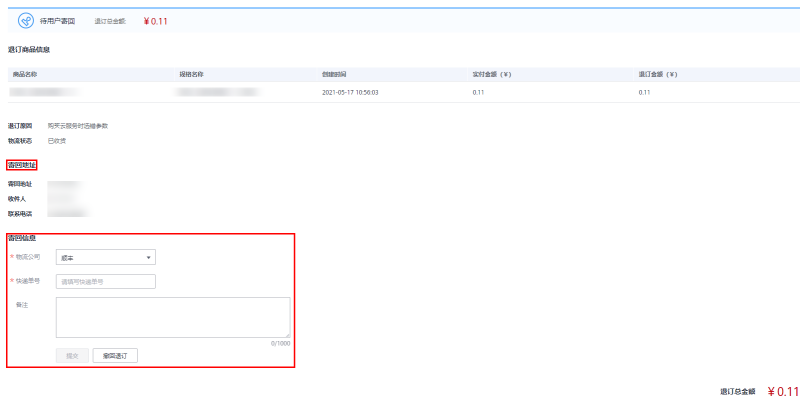 待用户寄回 退订总金额: ¥ 0.11
退订商品信息
商品名称 规格名称 创建时间 实付金额（¥） 退订金额（¥）
2021-05-17 10:56:03 0.11 0.11
退订原因 购买云服务时选错参数
物流状态 已收货
寄回地址
寄回地址
收件人
联系电话
寄回信息
* 物流公司 顺丰
* 快递单号 请填写快递单号
备注
0/1000
提交 撤回退订
退订总金额 ¥ 0.11